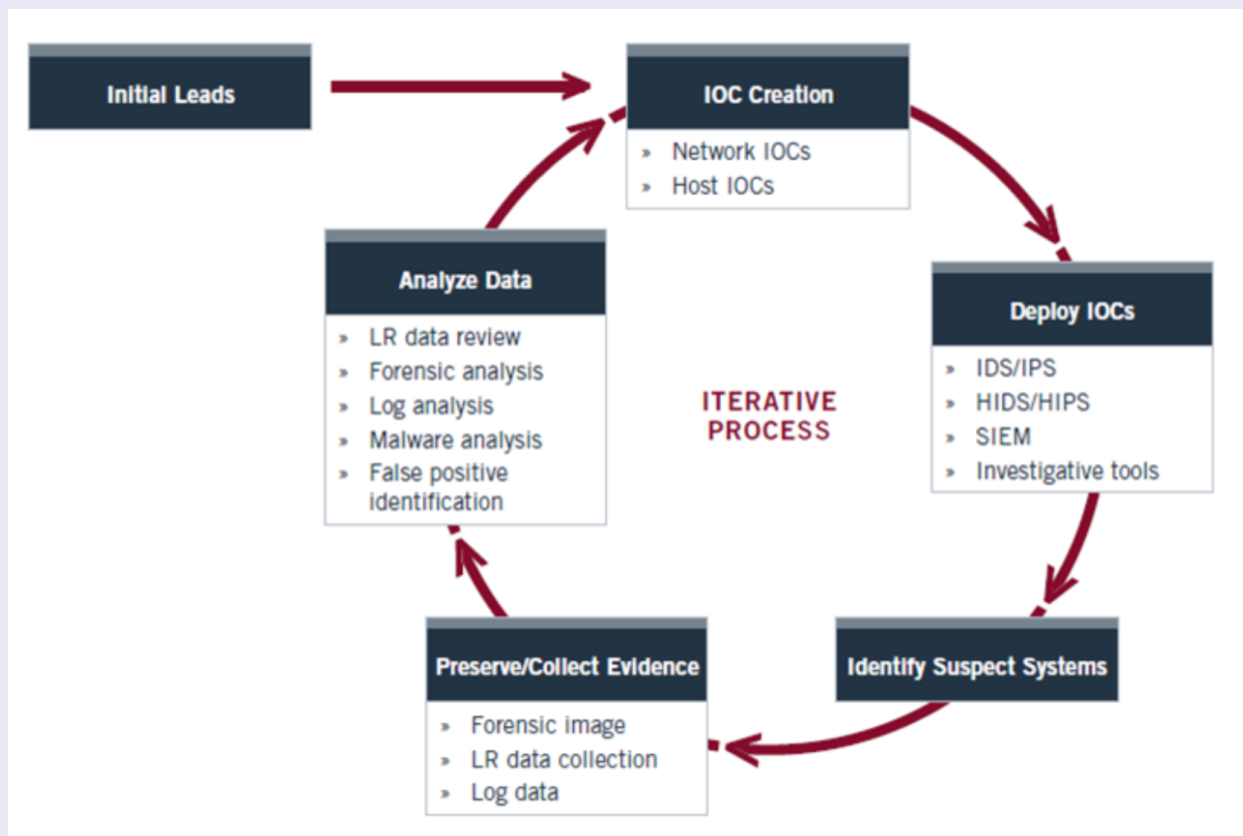 Initial Leads
IOC Creation
» Network IOCs
» Host IOCs
Deploy IOCs
» IDS/IPS
» HIDS/HIPS
» SIEM
» Investigative tools
Identify Suspect Systems
Preserve/Collect Evidence
» Forensic image
» LR data collection
» Log data
Analyze Data
» LR data review
» Forensic analysis
» Log analysis
» Malware analysis
» False positive
identification
ITERATIVE
PROCESS